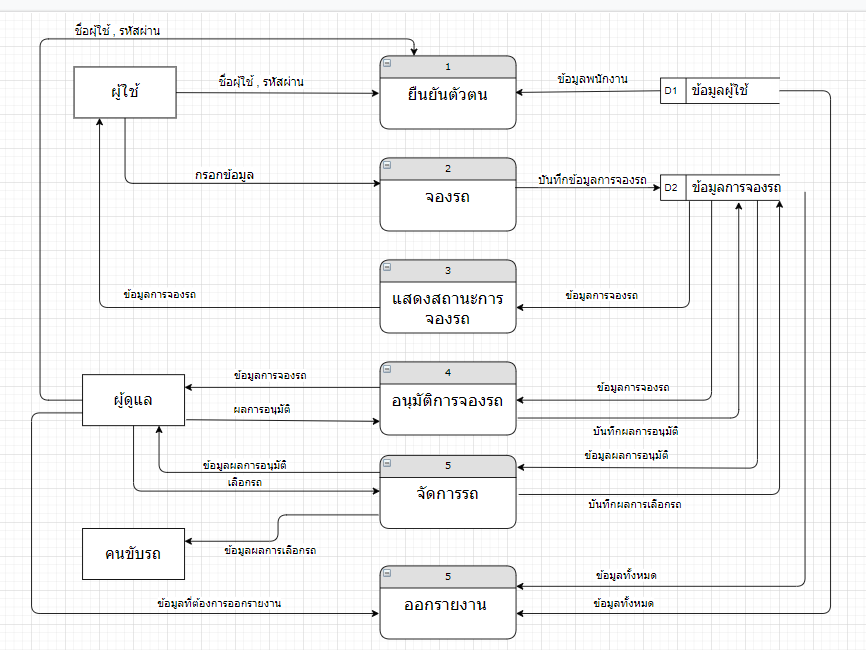 ชื่อผู้ใช้ , รหัสผ่าน
1
ยืนยันตัวตน
ผู้ใช้
ชื่อผู้ใช้ , รหัสผ่าน
ข้อมูลพนักงาน
D1 ข้อมูลผู้ใช้
2
จองรถ
กรอกข้อมูล
บันทึกข้อมูลการจองรถ
D2 ข้อมูลการจองรถ
3
แสดงสถานะการ
จองรถ
ข้อมูลการจองรถ
ข้อมูลการจองรถ
4
อนุมัติการจองรถ
ผู้ดูแล
ข้อมูลการจองรถ
ผลการอนุมัติ
ข้อมูลการจองรถ
บันทึกผลการอนุมัติ
5
จัดการรถ
ข้อมูลผลการอนุมัติ
เลือกรถ
ข้อมูลผลการอนุมัติ
บันทึกผลการเลือกรถ
คนขับรถ
ข้อมูลผลการเลือกรถ
5
ออกรายงาน
ข้อมูลที่ต้องการออกรายงาน
ข้อมูลทั้งหมด
ข้อมูลทั้งหมด